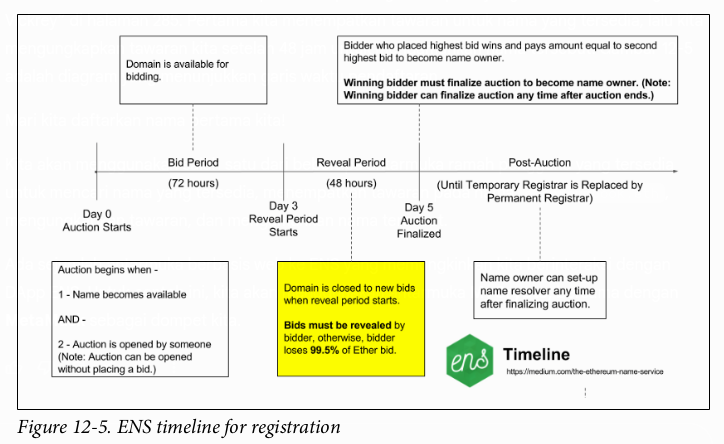 Domain is available for
bidding.
Bidder who placed highest bid wins and pays amount equal to second
highest bid to become name owner.
Winning bidder must finalize auction to become name owner. (Note:
Winning bidder can finalize auction any time after auction ends.)
Bid Period
(72 hours)
Reveal Period
(48 hours)
Post-Auction
(Until Temporary Registrar is Replaced by
Permanent Registrar)
Day 0
Auction Starts
Day 3
Reveal Period
Starts
Day 5
Auction
Finalized
Auction begins when -
1 - Name becomes available
AND -
2 - Auction is opened by someone
(Note: Auction can be opened
without placing a bid.)
Domain is closed to new bids
when reveal period starts.
Bids must be revealed by
bidder, otherwise, bidder
loses 99.5% of Ether bid.
Name owner can set-up
name resolver any time
after finalizing auction.
ens
Timeline
https://medium.com/the-ethereum-name-service
Figure 12-5. ENS timeline for registration